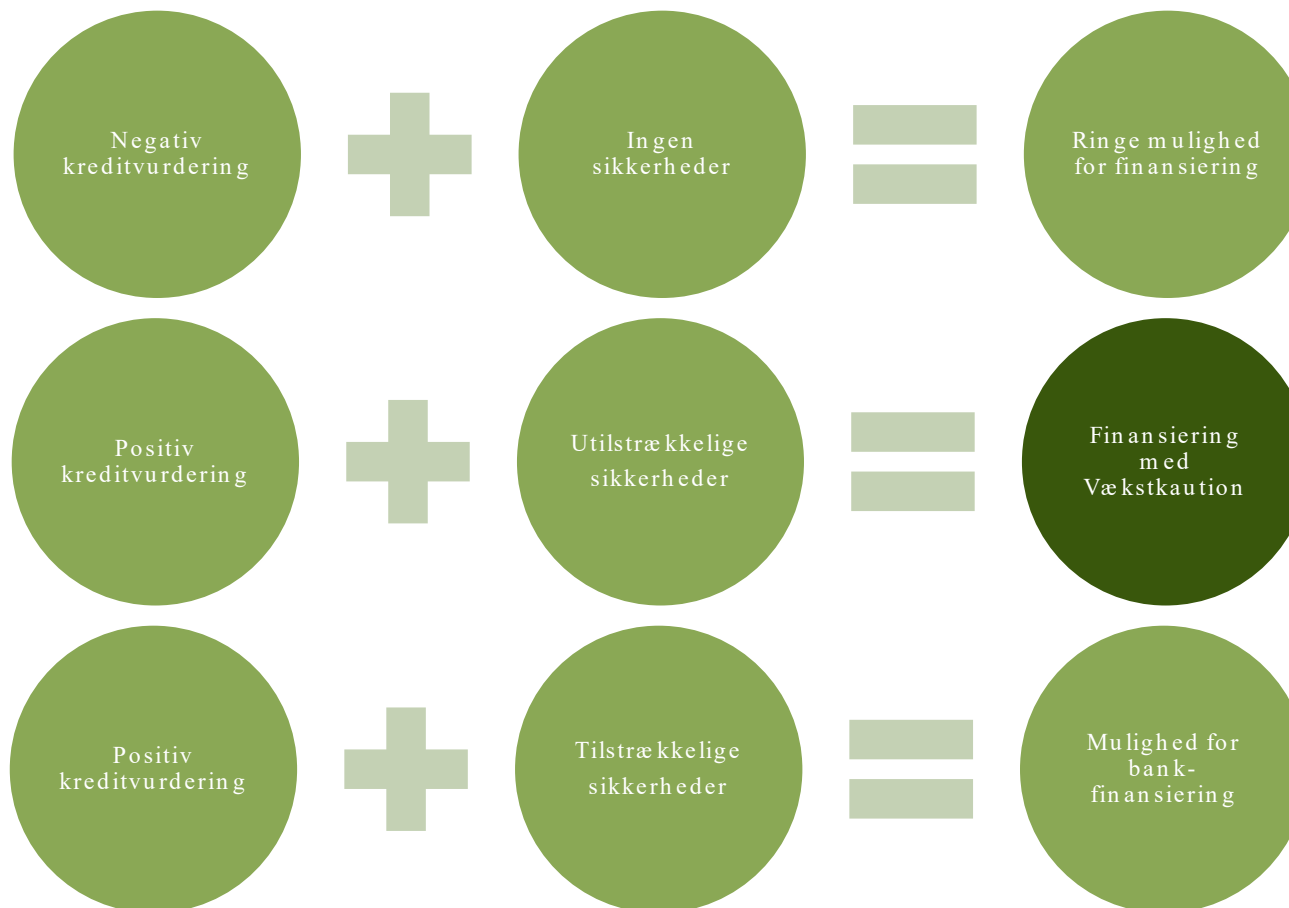 Negativ
kreditvurdering
Ingen
sikkerheder
Ringe mulighed
for finansiering
Positiv
kreditvurdering
Utilstrækkelige
sikkerheder
Finansiering
med
Vækstkaution
Positiv
kreditvurdering
Tilstrækkelige
sikkerheder
Mulighed for
bank-
finansiering